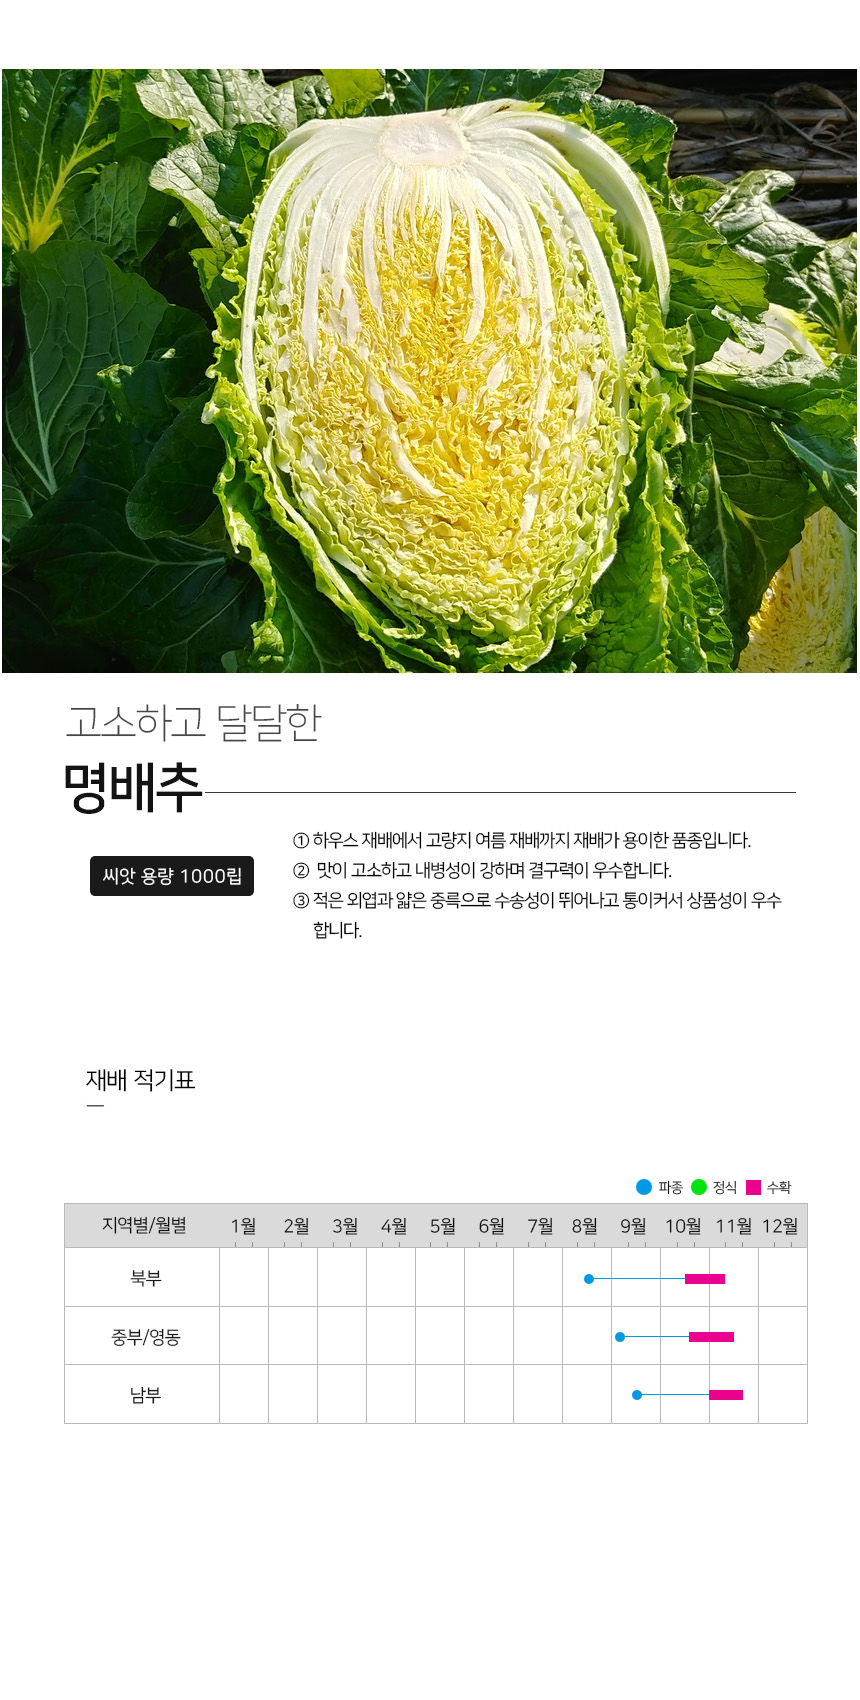 고소하고 달달한
명배추
씨앗 용량 1000립
① 하우스 재배에서 고랭지 여름 재배까지 재배가 용이한 품종입니다.
② 맛이 고소하고 내병성이 강하며 결구력이 우수합니다.
③ 적은 외엽과 얇은 중륵으로 수송성이 뛰어나고 통이커서 상품성이 우수
합니다.
재배 적기표
파종 정식 수확
지역별/월별 1월 2월 3월 4월 5월 6월 7월 8월 9월 10월 11월 12월
북부
중부/영동
남부